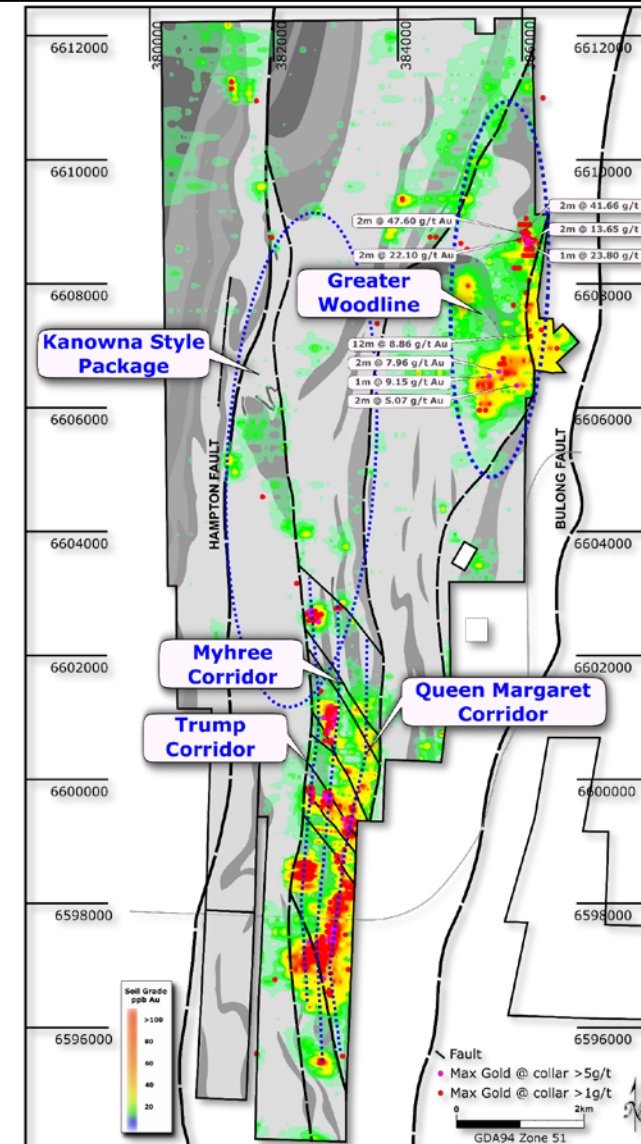 380000
382000
384000
6612000
6612000
6610000
6610000
2m @ 41.66 g/t
2m @ 47.60 g/t Au
2m @ 13.65 g/t
2m @ 22.10 g/t Au
1m @ 23.80 g/t
6608000
6608000
Greater
Woodline
Kanowna Style
Package
12m @ 8.86 g/t Au
2m @ 7.96 g/t Au
1m @ 9.15 g/t Au
2m @ 5.07 g/t Au
6606000
6606000
HAMPTON FAULT
BULONG FAULT
6604000
6604000
6602000
6602000
Myhree
Corridor
Queen Margaret
Corridor
Trump
Corridor
6600000
6600000
6598000
6598000
6596000
6596000
Soil Grade
ppb Au
>100
80
60
40
20
Fault
Max Gold @ collar >5g/t
Max Gold @ collar >1g/t
0
2km
GDA94 Zone 51